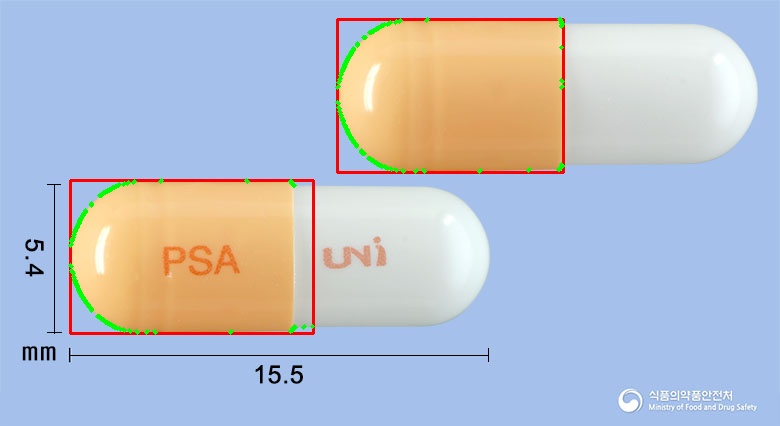 PSA UNi
5.4
mm
15.5
식품의약품안전처
Ministry of Food and Drug Safety